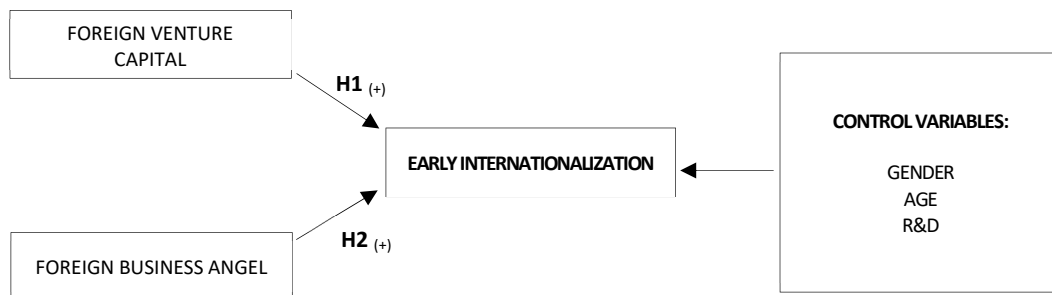 FOREIGN VENTURE
CAPITAL
H1 (+)
EARLY INTERNATIONALIZATION
H2 (+)
FOREIGN BUSINESS ANGEL
CONTROL VARIABLES:
GENDER
AGE
R&D